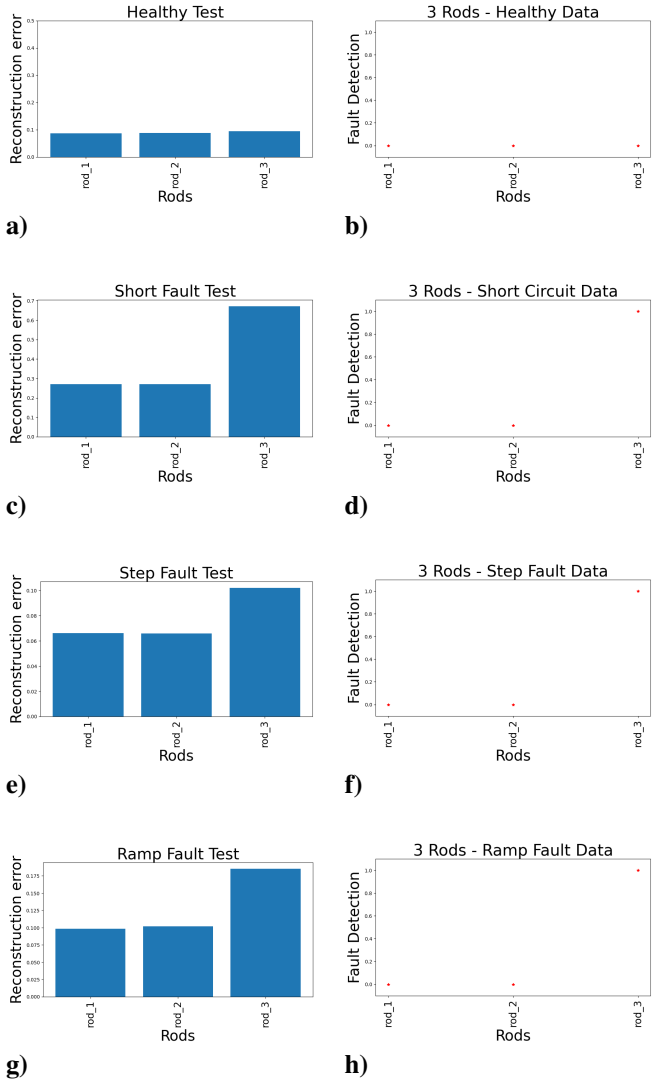 Healthy Test
Reconstruction error
0.5
0.4
0.3
0.2
0.1
0.0
rod_1
rod_2
rod_3
Rods
a)
3 Rods - Healthy Data
Fault Detection
1.0
0.8
0.6
0.4
0.2
0.0
rod_1
rod_2
rod_3
b)
Short Fault Test
Reconstruction error
0.7
0.6
0.5
0.4
0.3
0.2
0.1
0.0
rod_1
rod_2
rod_3
Rods
c)
3 Rods - Short Circuit Data
Fault Detection
1.0
0.8
0.6
0.4
0.2
0.0
rod_1
rod_2
rod_3
d)
Step Fault Test
Reconstruction error
0.10
0.08
0.06
0.04
0.02
0.00
rod_1
rod_2
rod_3
Rods
e)
3 Rods - Step Fault Data
Fault Detection
1.0
0.8
0.6
0.4
0.2
0.0
rod_1
rod_2
rod_3
f)
Ramp Fault Test
Reconstruction error
0.175
0.150
0.125
0.100
0.075
0.050
0.025
0.000
rod_1
rod_2
rod_3
Rods
g)
3 Rods - Ramp Fault Data
Fault Detection
1.0
0.8
0.6
0.4
0.2
0.0
rod_1
rod_2
rod_3
h)